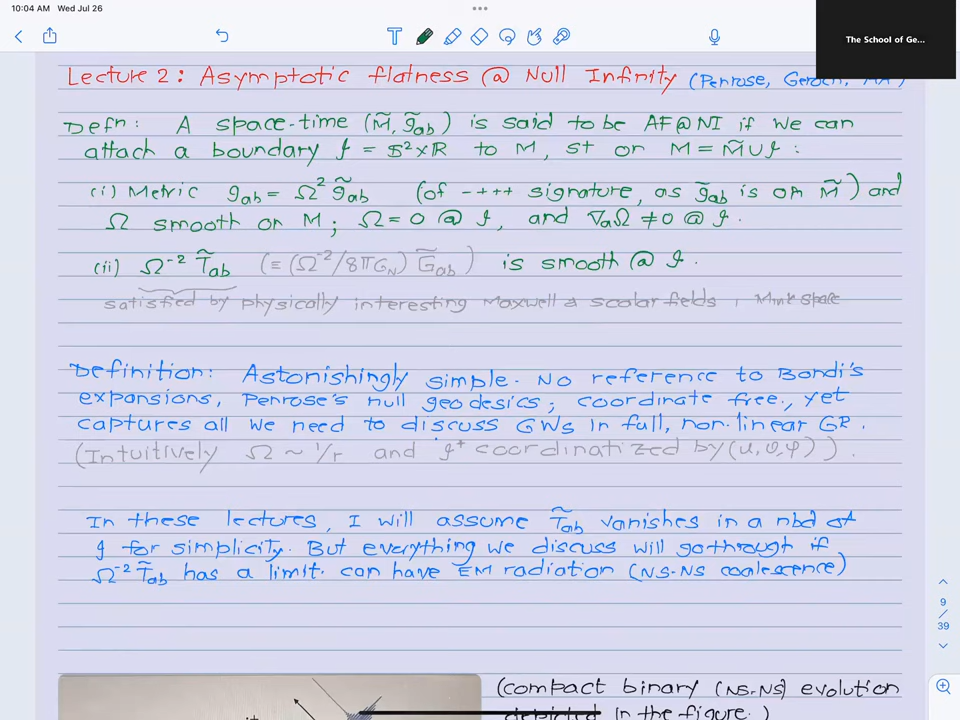 10:04 AM Wed Jul 26
The School of Ge...
Lecture 2: Asymptotic flatness @ Null Infinity (Penrose, Geroch, AA)
Defn: A space-time (M̃, g̃ab) is said to be AF@NI if we can
attach a boundary ℐ = S²×ℝ to M, st on M = M̃∪ℐ :
(i) Metric gab = Ω² g̃ab (of -+++ signature, as g̃ab is on M̃) and
Ω smooth on M; Ω=0 @ ℐ, and ∇aΩ ≠0 @ ℐ.
(ii) Ω⁻² T̃ab (≡ (Ω⁻²/8πGN) G̃ab) is smooth @ ℐ.
satisfied by physically interesting Maxwell & scalar fields, Mink space
Definition: Astonishingly simple. No reference to Bondi's
expansions, Penrose's null geodesics; coordinate free, yet
captures all we need to discuss GWs in full, non-linear GR.
(Intuitively Ω ~ 1/r and ℐ⁺ coordinatized by (u,θ,φ)).
In these lectures, I will assume T̃ab vanishes in a nbd of
ℐ for simplicity. But everything we discuss will go through if
Ω⁻² T̃ab has a limit. can have EM radiation (NS-NS coalescence)
9
/
39
(compact binary (NS-NS) evolution
depicted in the figure.)
i+